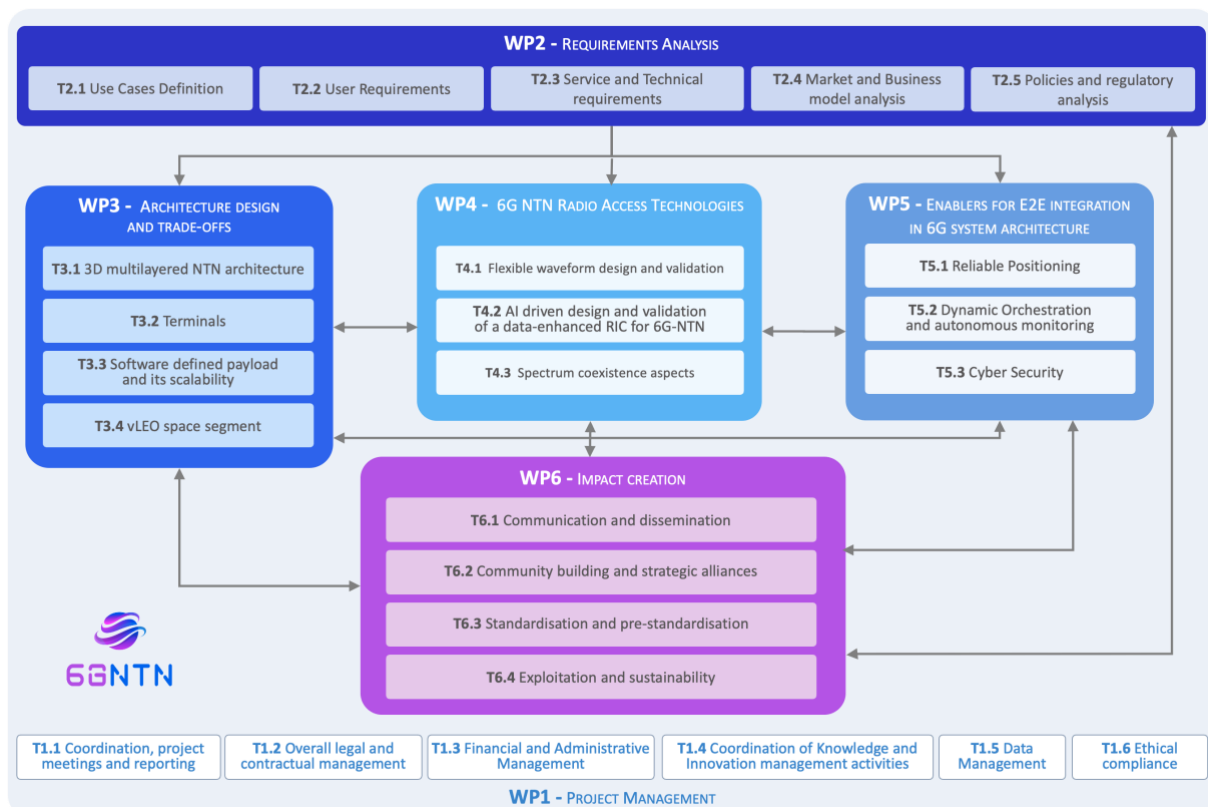 WP2 - Requirements Analysis
T2.1 Use Cases Definition
T2.2 User Requirements
T2.3 Service and Technical
requirements
T2.4 Market and Business
model analysis
T2.5 Policies and regulatory
analysis
WP3 - Architecture design
and trade-offs
T3.1 3D multilayered NTN architecture
T3.2 Terminals
T3.3 Software defined payload
and its scalability
T3.4 vLEO space segment
WP4 - 6G NTN Radio Access Technologies
T4.1 Flexible waveform design and validation
T4.2 AI driven design and validation
of a data-enhanced RIC for 6G-NTN
T4.3 Spectrum coexistence aspects
WP5 - Enablers for E2E integration
in 6G system architecture
T5.1 Reliable Positioning
T5.2 Dynamic Orchestration
and autonomous monitoring
T5.3 Cyber Security
WP6 - Impact creation
T6.1 Communication and dissemination
T6.2 Community building and strategic alliances
T6.3 Standardisation and pre-standardisation
T6.4 Exploitation and sustainability
6GNTN
T1.1 Coordination, project
meetings and reporting
T1.2 Overall legal and
contractual management
T1.3 Financial and Administrative
Management
T1.4 Coordination of Knowledge and
Innovation management activities
T1.5 Data
Management
T1.6 Ethical
compliance
WP1 - Project Management